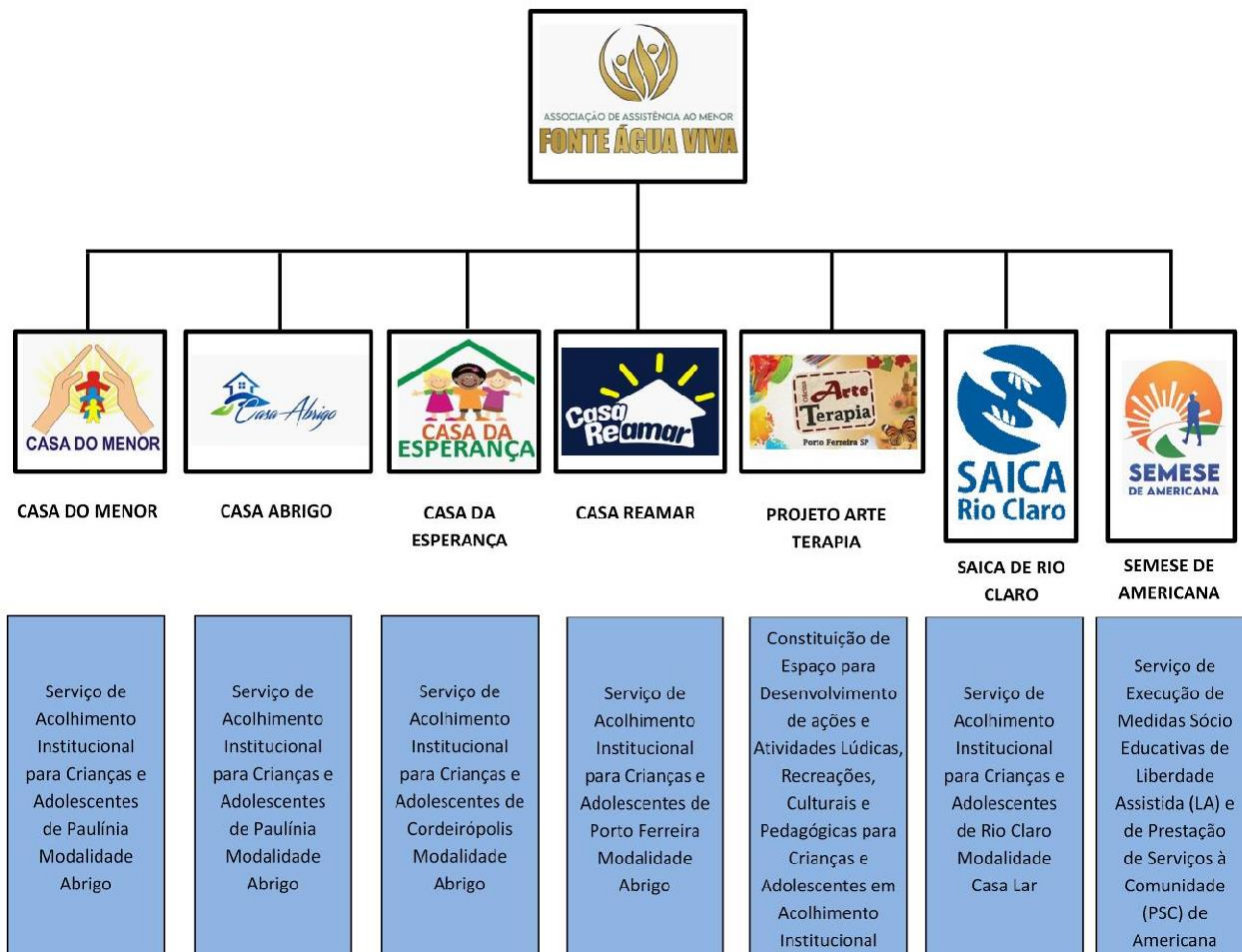 ASSOCIAÇÃO DE ASSISTÊNCIA AO MENOR
FONTE ÁGUA VIVA
CASA DO MENOR
Casa Abrigo
CASA DA
ESPERANÇA
Casa
Reamar
Arte
Terapia
Porto Ferreira SP
SAICA
Rio Claro
SEMESE
DE AMERICANA
CASA DO MENOR
CASA ABRIGO
CASA DA
ESPERANÇA
CASA REAMAR
PROJETO ARTE
TERAPIA
SAICA DE RIO
CLARO
SEMESE DE
AMERICANA
Serviço de
Acolhimento
Institucional
para Crianças e
Adolescentes
de Paulínia
Modalidade
Abrigo
Serviço de
Acolhimento
Institucional
para Crianças e
Adolescentes
de Paulínia
Modalidade
Abrigo
Serviço de
Acolhimento
Institucional
para Crianças e
Adolescentes de
Cordeirópolis
Modalidade
Abrigo
Serviço de
Acolhimento
Institucional
para Crianças e
Adolescentes de
Porto Ferreira
Modalidade
Abrigo
Constituição de
Espaço para
Desenvolvimento
de ações e
Atividades Lúdicas,
Recreações,
Culturais e
Pedagógicas para
Crianças e
Adolescentes em
Acolhimento
Institucional
Serviço de
Acolhimento
Institucional
para Crianças e
Adolescentes
de Rio Claro
Modalidade
Casa Lar
Serviço de
Execução de
Medidas Sócio
Educativas de
Liberdade
Assistida (LA) e
de Prestação
de Serviços à
Comunidade
(PSC) de
Americana